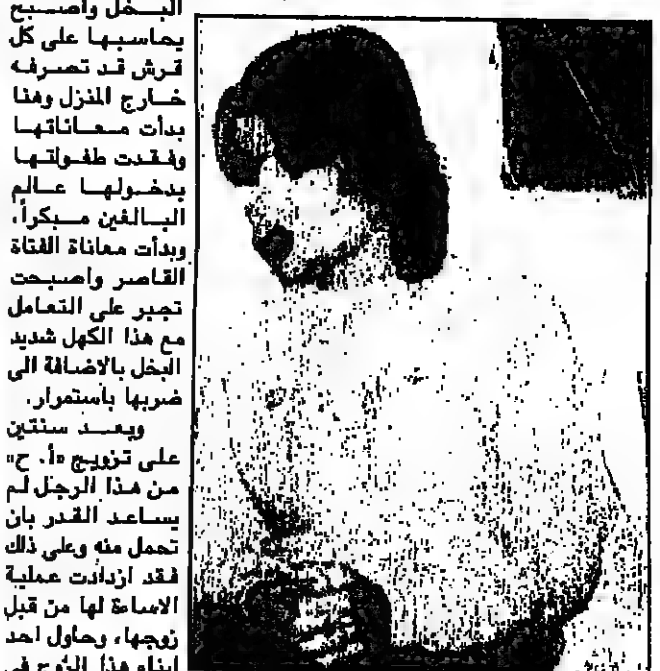 البخل وأصبح
يحاسبها على كل
قرش قد تصرفه
خارج المنزل وهنا
بدأت معاناتها
وفقدت طفولتها
بدخولها عالم
البالغين مبكراً،
وبدأت معاناة الفتاة
القاصر واصبحت
تجبر على التعامل
مع هذا الكهل شديد
البخل بالاضافة الى
ضربها باستمرار.
وبعد سنتين
على تزويج «أ. ح»
من هذا الرجل لم
يساعد القدر بان
تحمل منه وعلى ذلك
فقد ازدادت عملية
الاساءة لها من قبل
زوجها، وحاول احد
ابناء هذا الزوج في